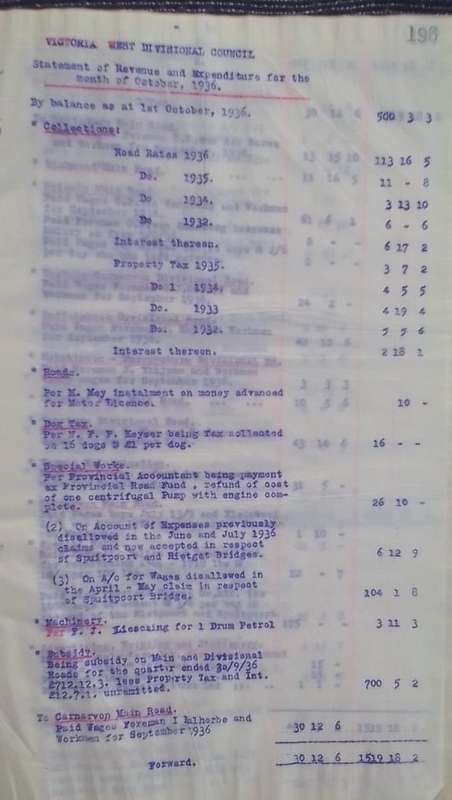 196
VICTORIA WEST DIVISIONAL COUNCIL
Statement of Revenue and Expenditure for the
month of October, 1936.
By balance as at 1st October, 1936. 500 3 3
" Collections:
Road Rates 1936 113 16 5
Do. 1935. 11 - 8
Do. 1934. 3 13 10
Do 1932. 6 - 6
Interest thereon. 6 17 2
Property Tax 1935. 3 7 2
Do 1934. 4 5 5
Do. 1933 4 19 4
Do. 1932. 5 5 6
Interest thereon. 2 18 1
" Roads.
Per M. May instalment on money advanced
for Motor Licence. 10 -
" Dog Tax.
Per N. F. F. Keyser being Tax collected
on 16 dogs @ £1 per dog. 16 - -
" Special Works.
Per Provincial Accountant being payment
ex Provincial Road Fund, refund of cost
of one centrifugal Pump with engine com-
plete. 26 10 -
(2) On Account of Expenses previously
disallowed in the June and July 1936
claims and now accepted in respect
of Spuitpoort and Rietgat Bridges. 6 12 9
(3) On A/c for Wages disallowed in
the April - May claim in respect
of Spuitpoort Bridge. 104 1 8
" Machinery.
Per F. J. for 1 Drum Petrol 3 11 3
" Subsidy.
Being subsidy on Main and Divisional
Roads for the quarter ended 30/9/36
£712.12.3. less Property Tax and Int.
£12.7.1. unremitted. 700 5 2
To Carnarvon Main Road.
Paid Wages Foreman I Malherbe and
Workmen for September 1936 30 12 6
Forward. 30 12 6 1519 18 2